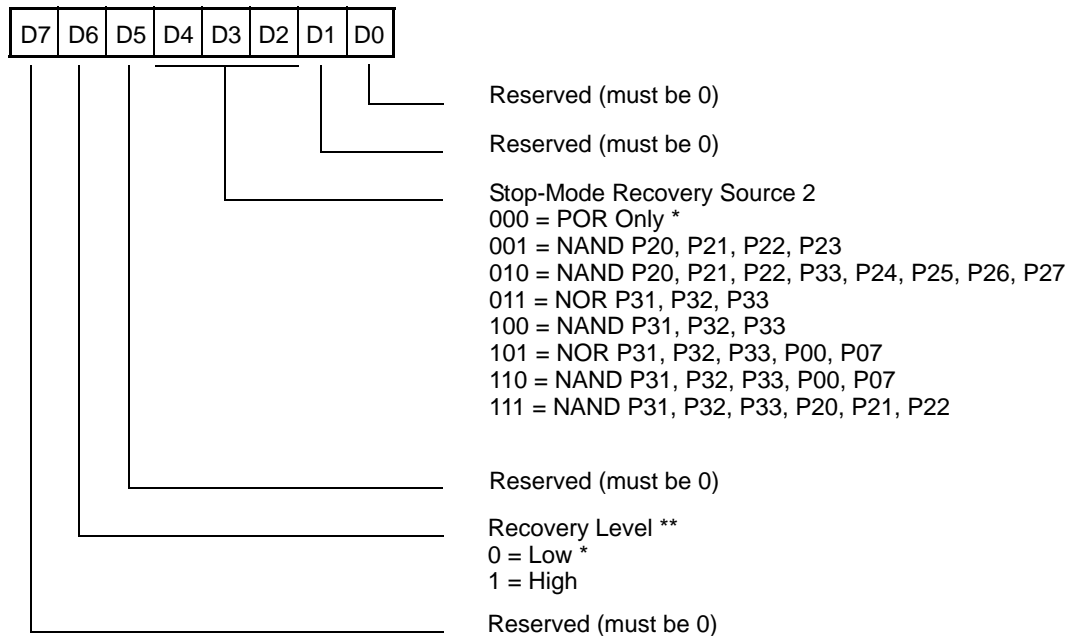 D7 D6 D5 D4 D3 D2 D1 D0
Reserved (must be 0)
Reserved (must be 0)
Stop-Mode Recovery Source 2
000 = POR Only *
001 = NAND P20, P21, P22, P23
010 = NAND P20, P21, P22, P33, P24, P25, P26, P27
011 = NOR P31, P32, P33
100 = NAND P31, P32, P33
101 = NOR P31, P32, P33, P00, P07
110 = NAND P31, P32, P33, P00, P07
111 = NAND P31, P32, P33, P20, P21, P22
Reserved (must be 0)
Recovery Level **
0 = Low *
1 = High
Reserved (must be 0)